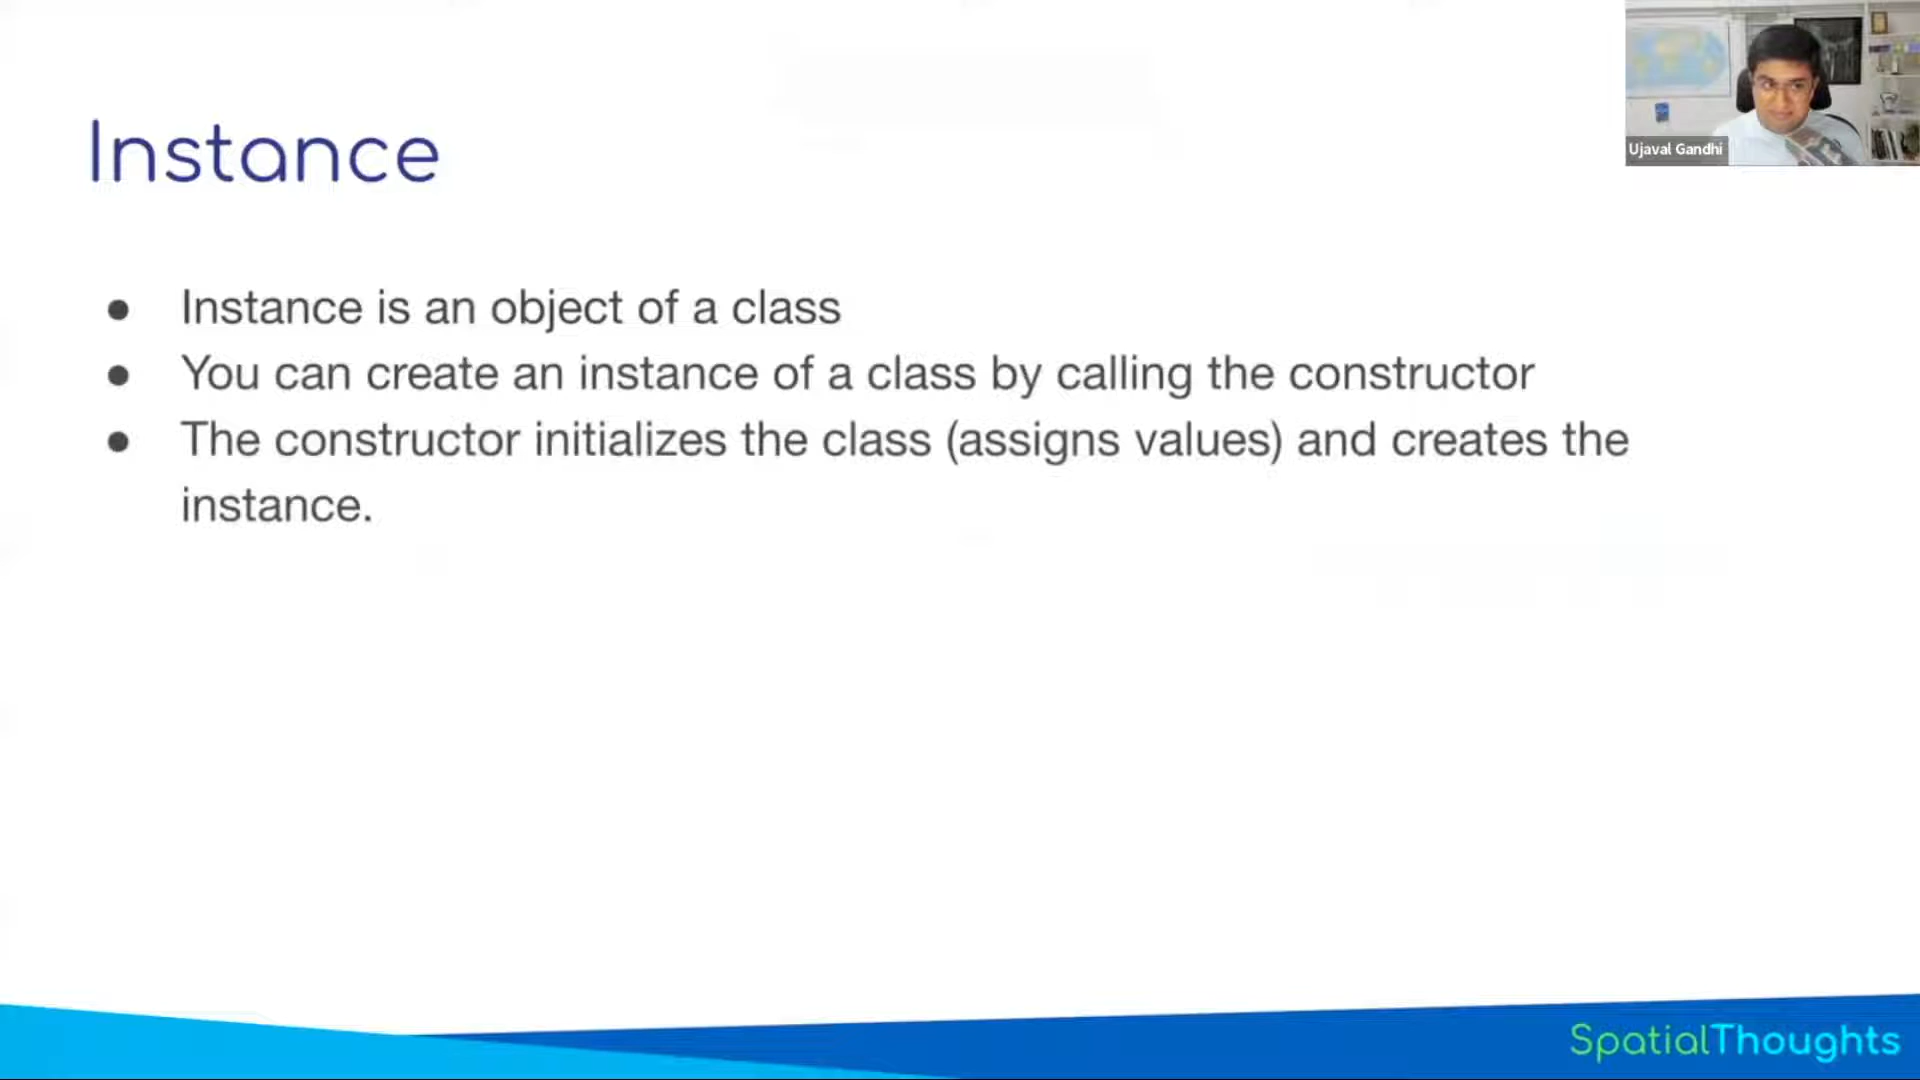 Ujaval Gandhi
Instance
● Instance is an object of a class
● You can create an instance of a class by calling the constructor
● The constructor initializes the class (assigns values) and creates the
instance.
SpatialThoughts